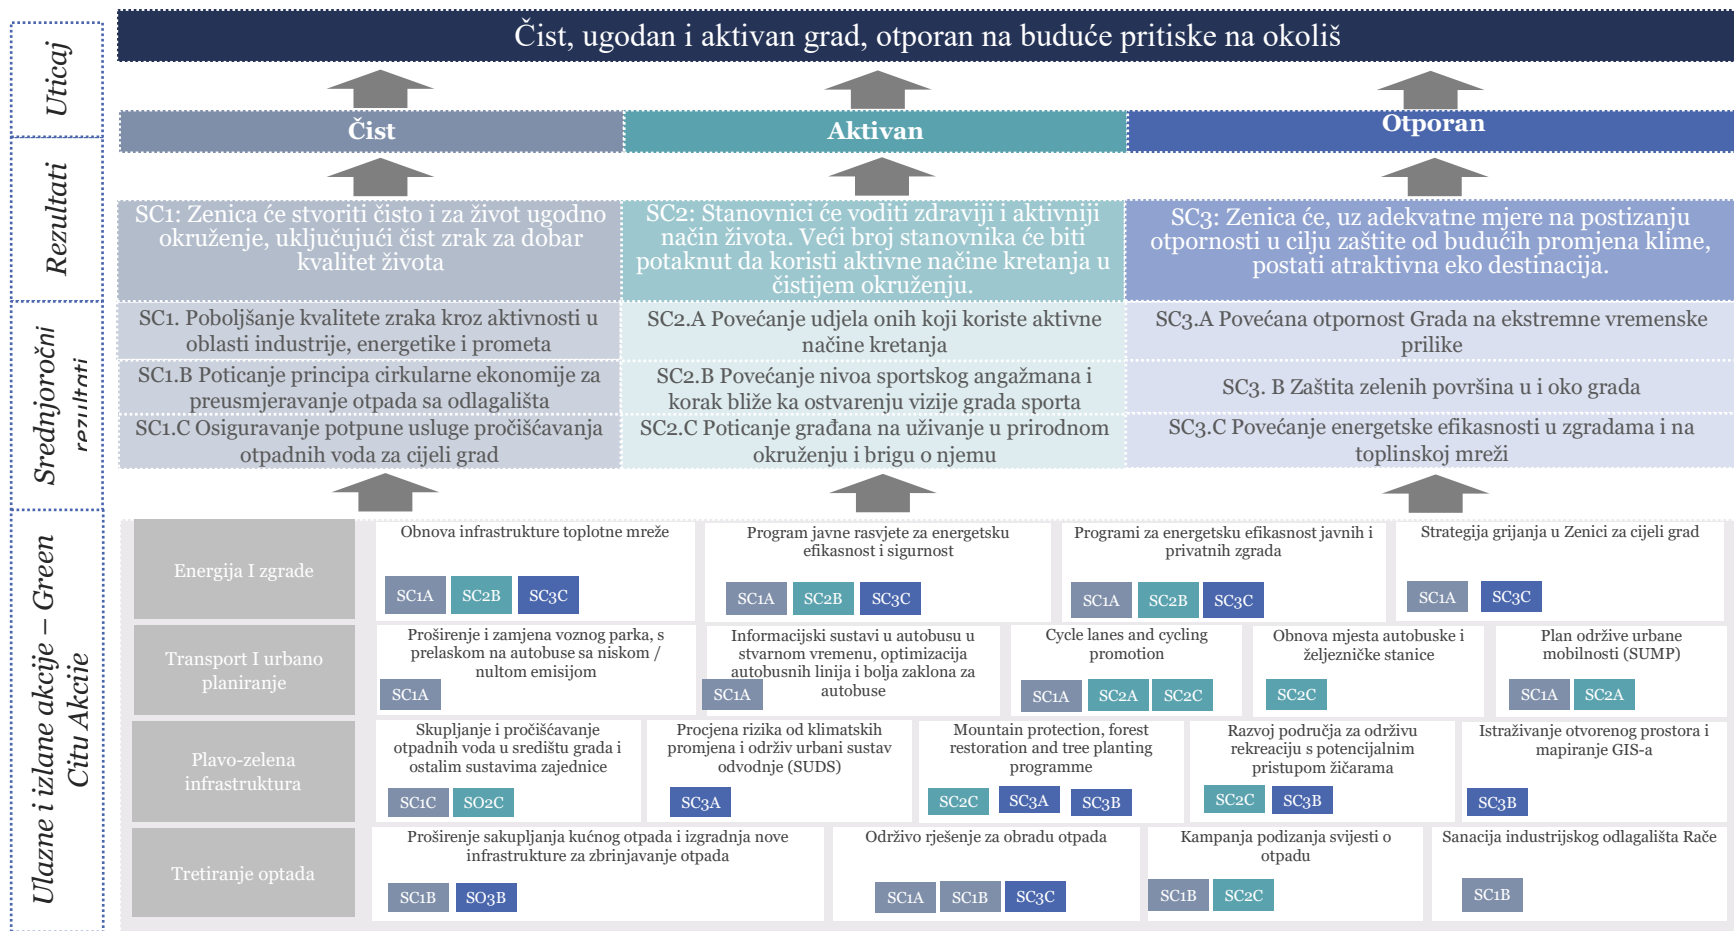 Uticaj
Čist, ugodan i aktivan grad, otporan na buduće pritiske na okoliš
Čist
Aktivan
Otporan
Rezultati
SC1: Zenica će stvoriti čisto i za život ugodno
okruženje, uključujući čist zrak za dobar
kvalitet života
SC2: Stanovnici će voditi zdraviji i aktivniji
način života. Veći broj stanovnika će biti
potaknut da koristi aktivne načine kretanja u
čistijem okruženju.
SC3: Zenica će, uz adekvatne mjere na postizanju
otpornosti u cilju zaštite od budućih promjena klime,
postati atraktivna eko destinacija.
Srednjoročni
rezultati
SC1. Poboljšanje kvalitete zraka kroz aktivnosti u
oblasti industrije, energetike i prometa
SC2.A Povećanje udjela onih koji koriste aktivne
načine kretanja
SC3.A Povećana otpornost Grada na ekstremne vremenske
prilike
SC1.B Poticanje principa cirkularne ekonomije za
preusmjeravanje otpada sa odlagališta
SC2.B Povećanje nivoa sportskog angažmana i
korak bliže ka ostvarenju vizije grada sporta
SC3. B Zaštita zelenih površina u i oko grada
SC1.C Osiguravanje potpune usluge pročišćavanja
otpadnih voda za cijeli grad
SC2.C Poticanje građana na uživanje u prirodnom
okruženju i brigu o njemu
SC3.C Povećanje energetske efikasnosti u zgradama i na
toplinskoj mreži
Ulazne i izlane akcije – Green
Citu Akcije
Energija I zgrade
Obnova infrastrukture toplotne mreže
SC1A SC2B SC3C
Program javne rasvjete za energetsku
efikasnost i sigurnost
SC1A SC2B SC3C
Programi za energetsku efikasnost javnih i
privatnih zgrada
SC1A SC2B SC3C
Strategija grijanja u Zenici za cijeli grad
SC1A SC3C
Transport I urbano
planiranje
Proširenje i zamjena voznog parka, s
prelaskom na autobuse sa niskom /
nultom emisijom
SC1A
Informacijski sustavi u autobusu u
stvarnom vremenu, optimizacija
autobusnih linija i bolja zaklona za
autobuse
SC1A
Cycle lanes and cycling
promotion
SC1A SC2A SC2C
Obnova mjesta autobuske i
željezničke stanice
SC2C
Plan održive urbane
mobilnosti (SUMP)
SC1A SC2A
Plavo-zelena
infrastruktura
Skupljanje i pročišćavanje
otpadnih voda u središtu grada i
ostalim sustavima zajednice
SC1C SO2C
Procjena rizika od klimatskih
promjena i održiv urbani sustav
odvodnje (SUDS)
SC3A
Mountain protection, forest
restoration and tree planting
programme
SC2C SC3A SC3B
Razvoj područja za održivu
rekreaciju s potencijalnim
pristupom žičarama
SC2C SC3B
Istraživanje otvorenog prostora i
mapiranje GIS-a
SC3B
Tretiranje optada
Proširenje sakupljanja kućnog otpada i izgradnja nove
infrastrukture za zbrinjavanje otpada
SC1B SO3B
Održivo rješenje za obradu otpada
SC1A SC1B SC3C
Kampanja podizanja svijesti o
otpadu
SC1B SC2C
Sanacija industrijskog odlagališta Rače
SC1B